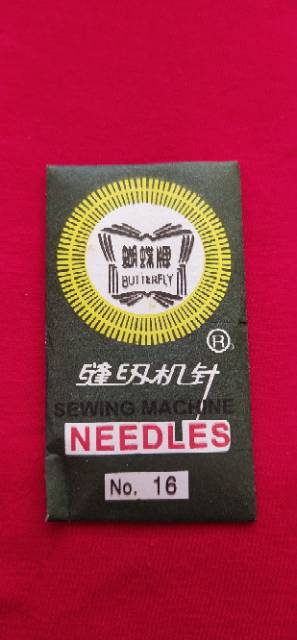 蝴蝶牌
BUTTERFLY
®
缝纫机针
SEWING MACHINE
NEEDLES
No. 16